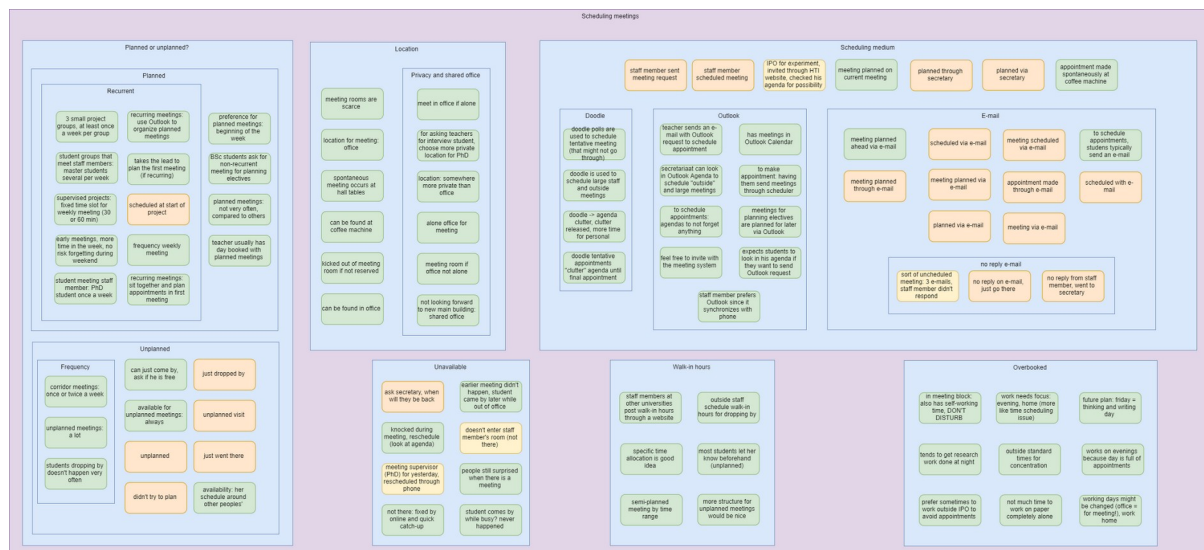 Scheduling meetings
Planned or unplanned?
Planned
Recurrent
3 small project
groups, at least once
a week per group
recurring meetings:
use Outlook to
organize planned
meetings
preference for
planned meetings:
beginning of the
week
student groups that
meet staff members:
master students
several per week
takes the lead to
plan the first meeting
(if recurring)
BSc students ask for
non-recurrent
meeting for planning
electives
supervised projects:
fixed time slot for
weekly meeting (30
or 60 min)
scheduled at start of
project
planned meetings:
not very often,
compared to others
early meetings, more
time in the week, no
risk forgetting during
weekend
frequency weekly
meeting
teacher usually has
day booked with
planned meetings
student meeting staff
member: PhD
student once a week
recurring meetings:
sit together and plan
appointments in first
meeting
Unplanned
Frequency
corridor meetings:
once or twice a week
unplanned meetings:
a lot
students dropping by
doesn't happen very
often
can just come by,
ask if he is free
just dropped by
available for
unplanned meetings:
always
unplanned visit
unplanned
just went there
didn't try to plan
availability: her
schedule around
other peoples'
Location
meeting rooms are
scarce
location for meeting:
office
spontaneous
meeting occurs at
hall tables
can be found at
coffee machine
kicked out of
meeting room if not
reserved
can be found in office
Privacy and shared office
meet in office if alone
for asking teachers
for interview student,
choose more private
location for PhD
location: somewhere
more private than
office
alone office for
meeting
meeting room if
office not alone
not looking forward
to new main building:
shared office
Scheduling medium
staff member sent
meeting request
staff member
scheduled meeting
IPO for experiment,
invited through HTI
website, checked his
agenda for possibility
meeting planned on
current meeting
planned through
secretary
planned via
secretary
appointment made
spontaneously at
coffee machine
Doodle
doodle polls are
used to schedule
tentative meeting
(that might not go
through)
doodle is used to
schedule large staff
and outside
meetings
doodle -> agenda
clutter, clutter
released, more time
for personal
doodle tentative
appointments
"clutter" agenda until
final appointment
Outlook
teacher sends an e-
mail with Outlook
request to schedule
appointment
has meetings in
Outlook Calendar
secretariaat can look
in Outlook Agenda to
schedule "outside"
and large meetings
to make
appointment: having
them send meetings
through scheduler
to schedule
appointments:
agendas to not forget
anything
meetings for
planning electives
are planned for later
via Outlook
feel free to invite with
the meeting system
expects students to
look in his agenda if
they want to send
Outlook request
staff member prefers
Outlook since it
synchronizes with
phone
E-mail
meeting planned
ahead via e-mail
scheduled via e-mail
meeting scheduled
via e-mail
to schedule
appointments,
studens typically
send an e-mail
meeting planned
through e-mail
meeting planned via
e-mail
appointment made
through e-mail
scheduled with e-
mail
planned via e-mail
meeting via e-mail
no reply e-mail
sort of uncheduled
meeting: 3 e-mails,
staff member didn't
respond
no reply on e-mail,
just go there
no reply from staff
member, went to
secretary
Unavailable
ask secretary, when
will they be back
earlier meeting didn't
happen, student
came by later while
out of office
knocked during
meeting, reschedule
(look at agenda)
doesn't enter staff
member's room (not
there)
meeting supervisor
(PhD) for yesterday,
rescheduled through
phone
people still surprised
when there is a
meeting
not there: fixed by
online and quick
catch-up
student comes by
while busy? never
happened
Walk-in hours
staff members at
other universities
post walk-in hours
through a website
outside staff
schedule walk-in
hours for dropping by
specific time
allocation is good
idea
most students let her
know beforehand
(unplanned)
semi-planned
meeting by time
range
more structure for
unplanned meetings
would be nice
Overbooked
in meeting block:
also has self-working
time, DON'T
DISTURB
work needs focus:
evening, home (more
like time scheduling
issue)
future plan: friday =
thinking and writing
day
tends to get research
work done at night
outside standard
times for
concentration
works on evenings
because day is full of
appointments
prefer sometimes to
work outside IPO to
avoid appointments
not much time to
work on paper
completely alone
working days might
be changed (office =
for meeting!), work
home